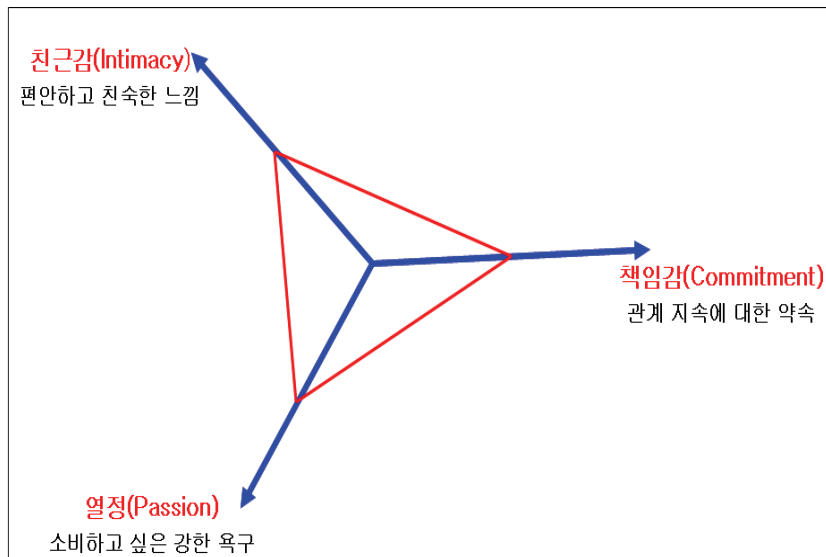 친근감(Intimacy)
편안하고 친숙한 느낌
책임감(Commitment)
관계 지속에 대한 약속
열정(Passion)
소비하고 싶은 강한 욕구